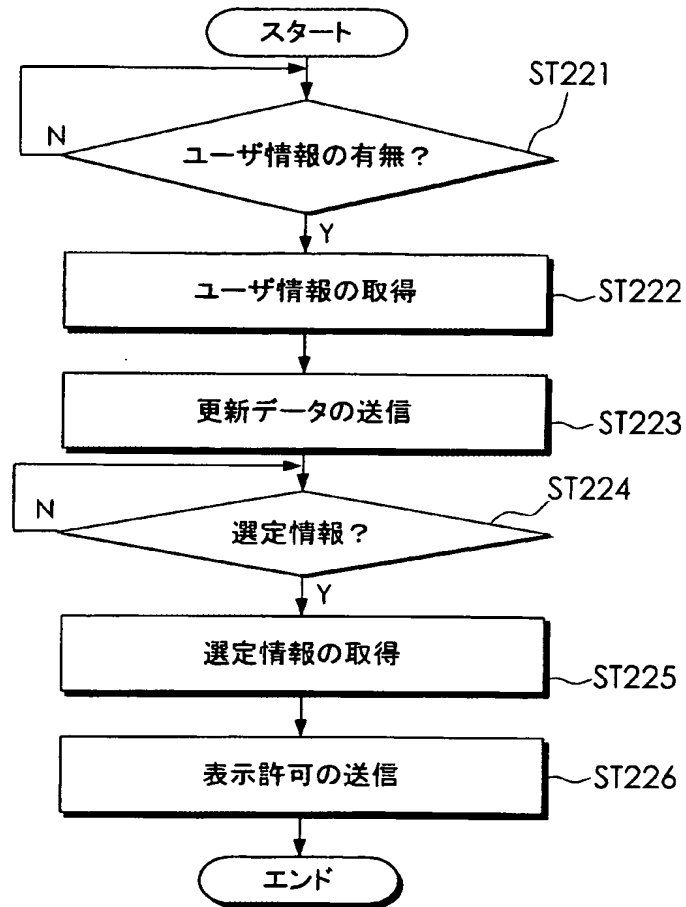 スタート
ST221
N
ユーザ情報の有無?
Y
ユーザ情報の取得
ST222
更新データの送信
ST223
ST224
N
選定情報?
Y
選定情報の取得
ST225
表示許可の送信
ST226
エンド